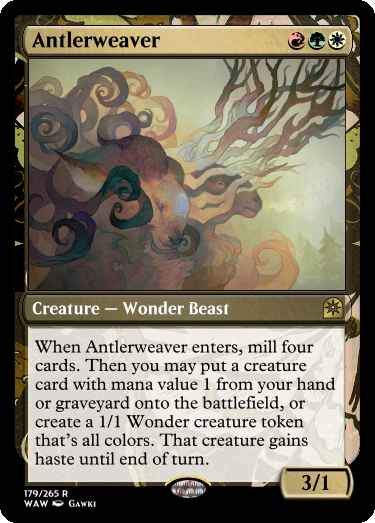 Antlerweaver
Creature — Wonder Beast
When Antlerweaver enters, mill four
cards. Then you may put a creature
card with mana value 1 from your hand
or graveyard onto the battlefield, or
create a 1/1 Wonder creature token
that's all colors. That creature gains
haste until end of turn.
3/1
179/265 R
WAW Gawki